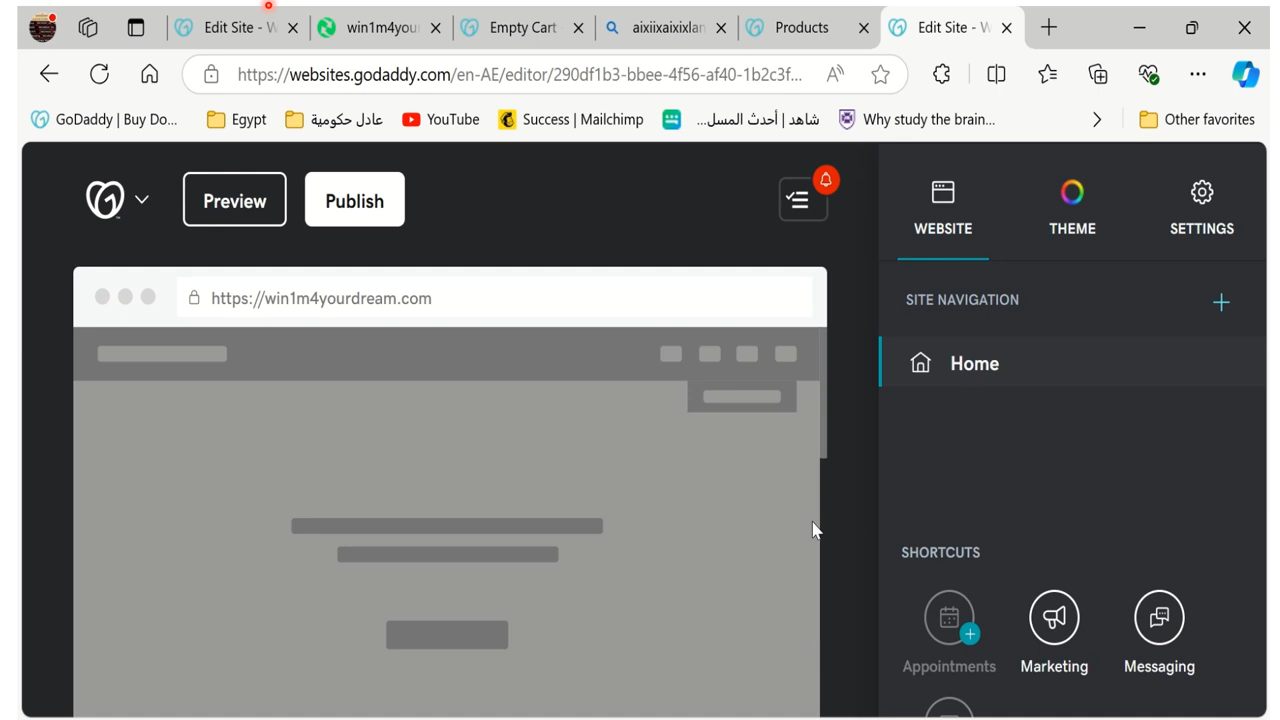 Edit Site - W
win1m4your
Empty Cart
aixiixaixixlan
Products
Edit Site - W
https://websites.godaddy.com/en-AE/editor/290df1b3-bbee-4f56-af40-1b2c3f...
GoDaddy | Buy Do...
Egypt
عادل حكومية
YouTube
Success | Mailchimp
شاهد | أحدث المسل...
Why study the brain...
Other favorites
Preview
Publish
WEBSITE
THEME
SETTINGS
https://win1m4yourdream.com
SITE NAVIGATION
Home
SHORTCUTS
Appointments
Marketing
Messaging